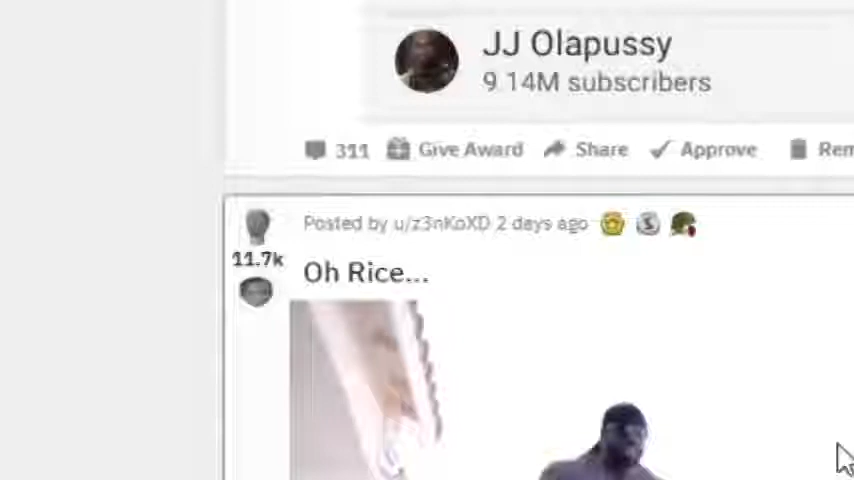 JJ Olapussy
9.14M subscribers
311 Give Award Share Approve Rem
Posted by u/z3nKoXD 2 days ago
11.7k
Oh Rice...